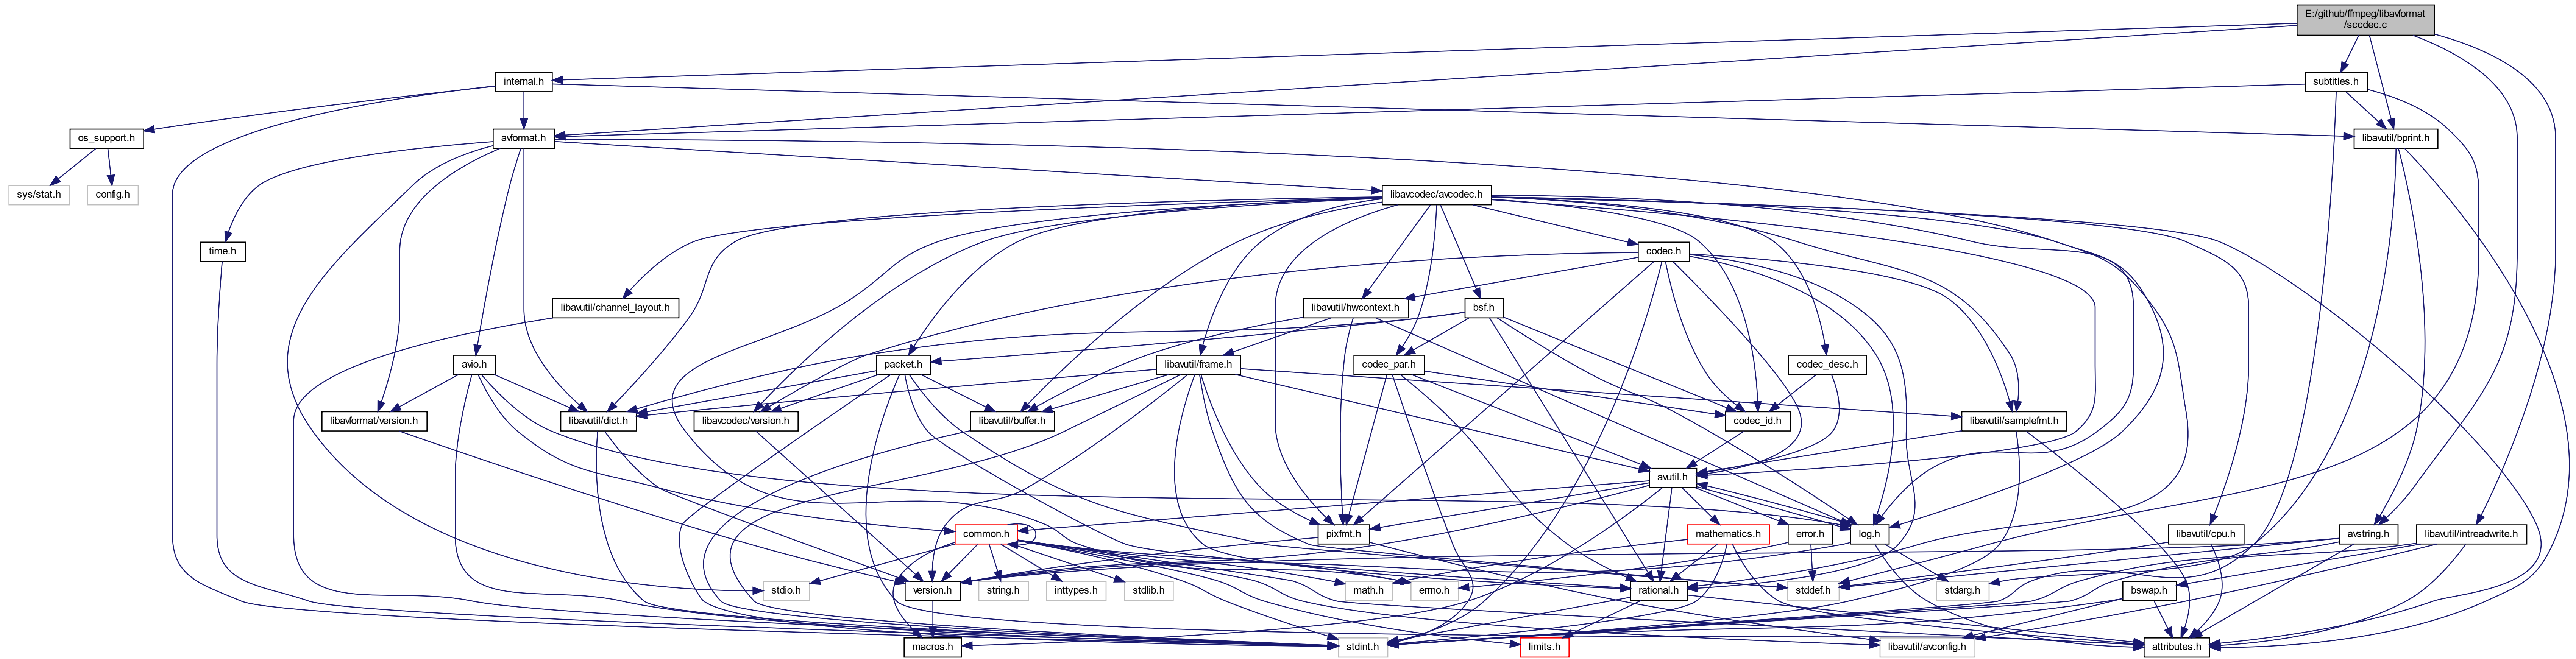 E:/github/ffmpeg/libavformat
/sccdec.c
internal.h
subtitles.h
os_support.h
avformat.h
libavutil/bprint.h
sys/stat.h
config.h
libavcodec/avcodec.h
time.h
codec.h
libavutil/channel_layout.h
libavutil/hwcontext.h
bsf.h
avio.h
packet.h
libavutil/frame.h
codec_par.h
codec_desc.h
libavformat/version.h
libavutil/dict.h
libavcodec/version.h
libavutil/buffer.h
codec_id.h
libavutil/samplefmt.h
avutil.h
common.h
pixfmt.h
mathematics.h
error.h
log.h
libavutil/cpu.h
avstring.h
libavutil/intreadwrite.h
stdio.h
version.h
string.h
inttypes.h
stdlib.h
math.h
errno.h
rational.h
stddef.h
stdarg.h
bswap.h
macros.h
stdint.h
limits.h
libavutil/avconfig.h
attributes.h